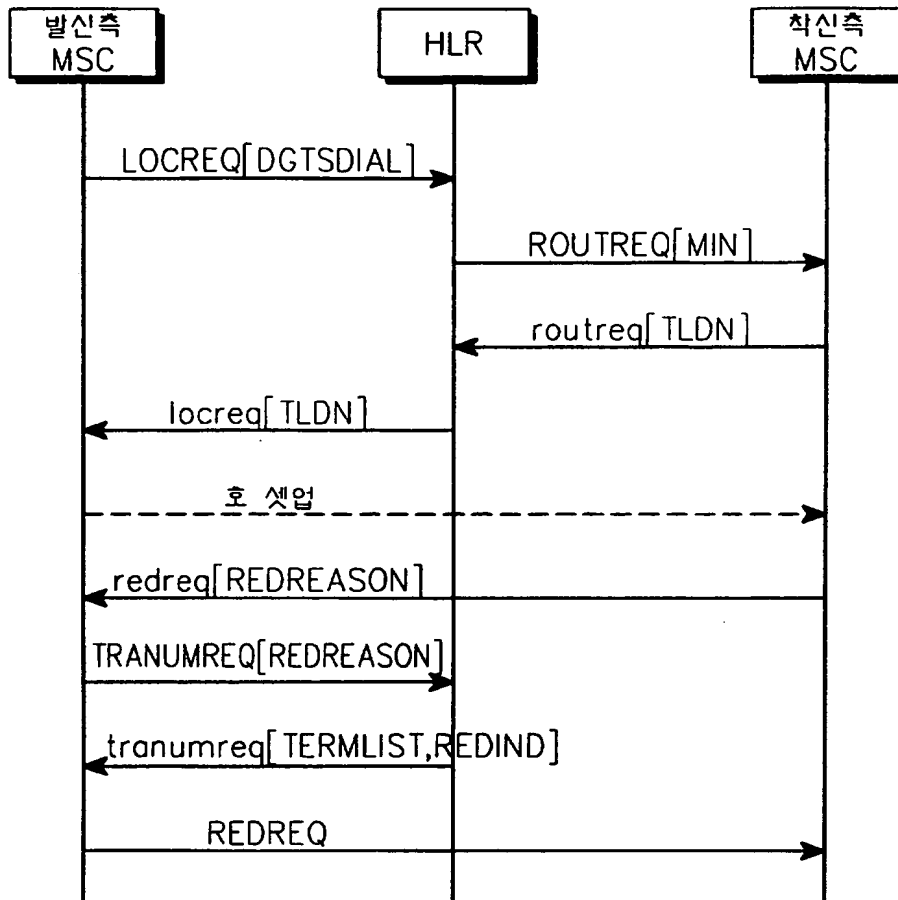 발신측
MSC
HLR
착신측
MSC
LOCREQ[DGTSDIAL]
ROUTREQ[MIN]
routreq[TLDN]
locreq[TLDN]
호 셋업
redreq[REDREASON]
TRANUMREQ[REDREASON]
tranumreq[TERMLIST,REDIND]
REDREQ